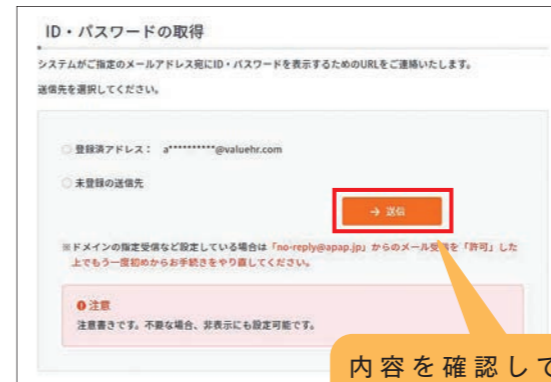 ID・パスワードの取得
システムがご指定のメールアドレス宛にID・パスワードを表示するためのURLをご連絡いたします。
送信先を選択してください。
登録済アドレス： a**********@valuehr.com
未登録の送信先
→ 送信
※ドメインの指定受信など設定している場合は「no-reply@apap.jp」からのメール受信を「許可」した
上でもう一度初めからお手続きをやり直してください。
注意
注意書きです。不要な場合、非表示にも設定可能です。
内容を確認して